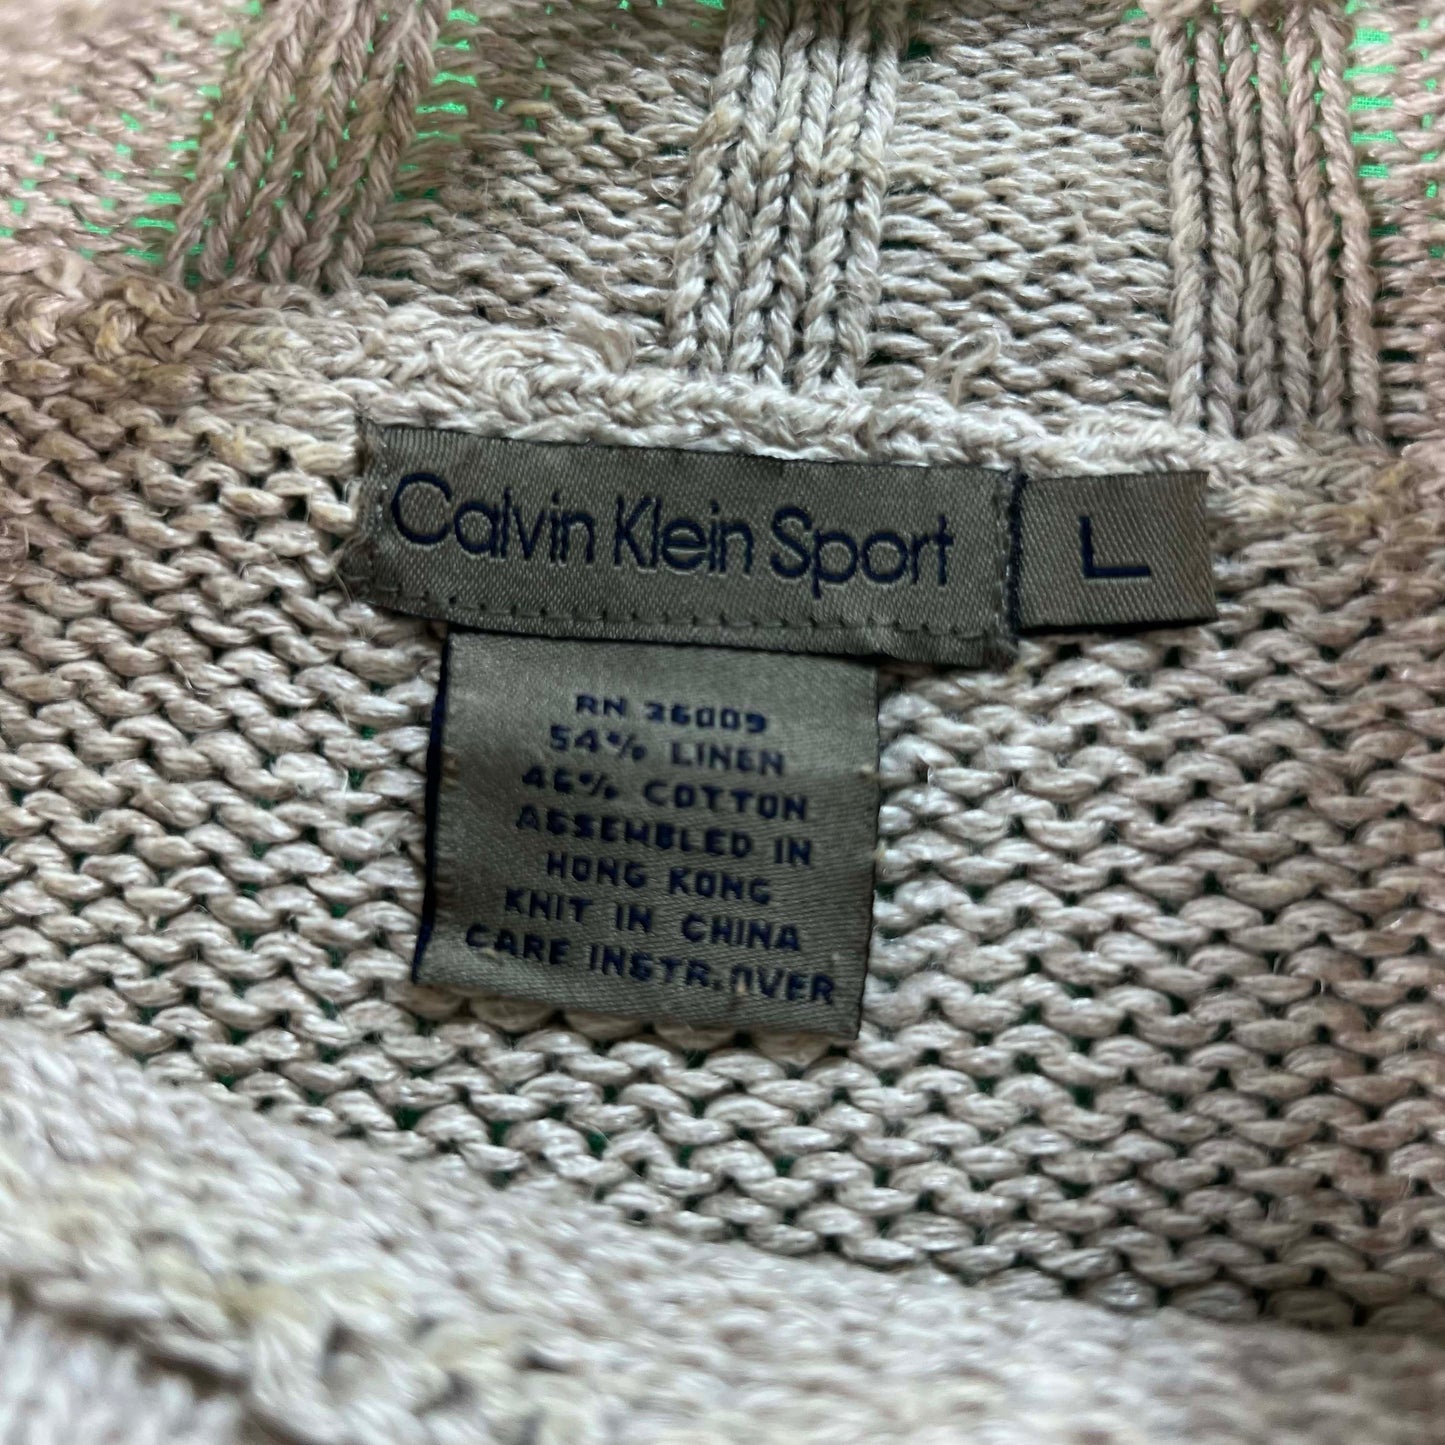 Calvin Klein Sport
L
RN 36009
54% LINEN
46% COTTON
ASSEMBLED IN
HONG KONG
KNIT IN CHINA
CARE INSTR. OVER